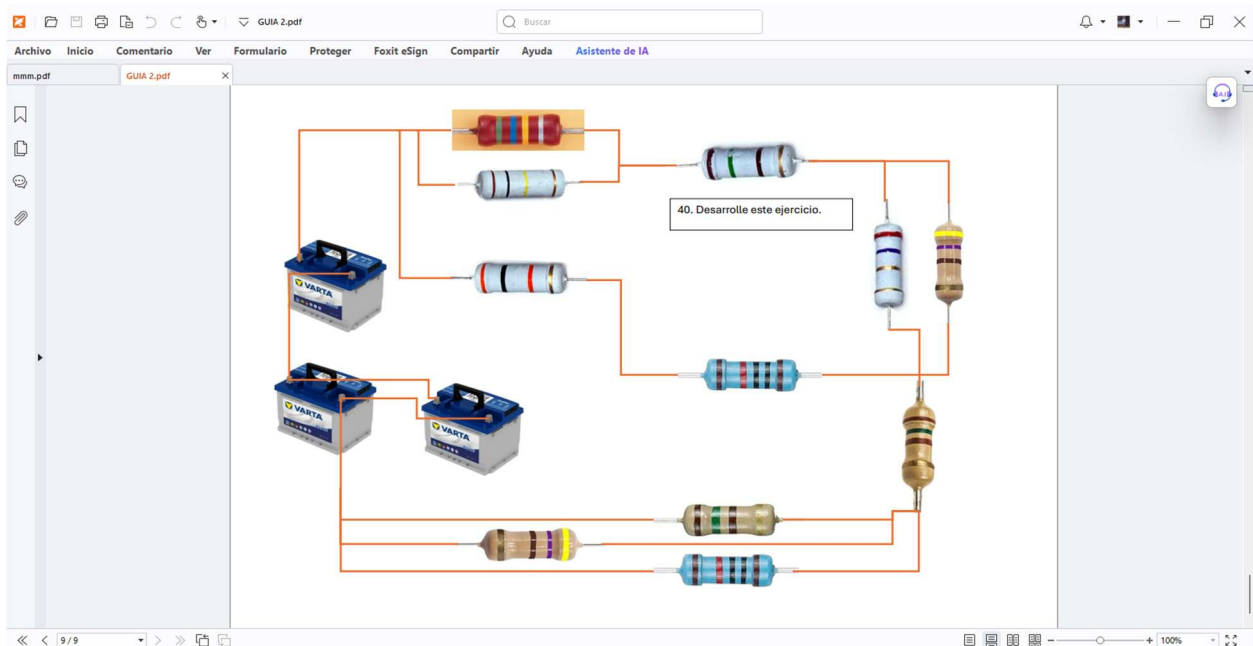 GUIA 2.pdf
Buscar
Archivo Inicio Comentario Ver Formulario Proteger Foxit eSign Compartir Ayuda Asistente de IA
mmm.pdf
GUIA 2.pdf
40. Desarrolle este ejercicio.
VARTA
VARTA
VARTA
9 / 9
100%